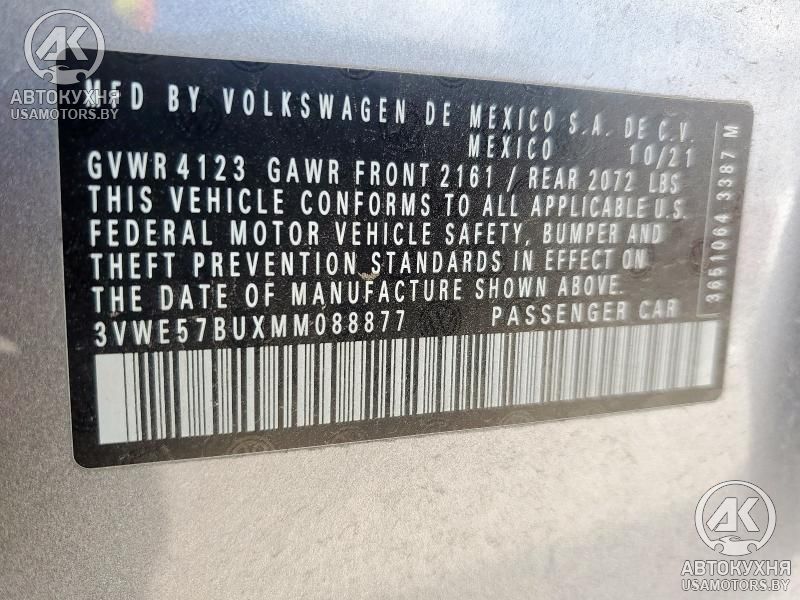 AK
АВТОКУХНЯ
USAMOTORS.BY
MFD BY VOLKSWAGEN DE MEXICO S.A. DE C.V.
MEXICO 10/21
GVWR 4123 GAWR FRONT 2161 / REAR 2072 LBS
THIS VEHICLE CONFORMS TO ALL APPLICABLE U.S.
FEDERAL MOTOR VEHICLE SAFETY, BUMPER AND
THEFT PREVENTION STANDARDS IN EFFECT ON
THE DATE OF MANUFACTURE SHOWN ABOVE.
3VWE57BUXMM088877 PASSENGER CAR
3651064 3387 M
AK
АВТОКУХНЯ
USAMOTORS.BY